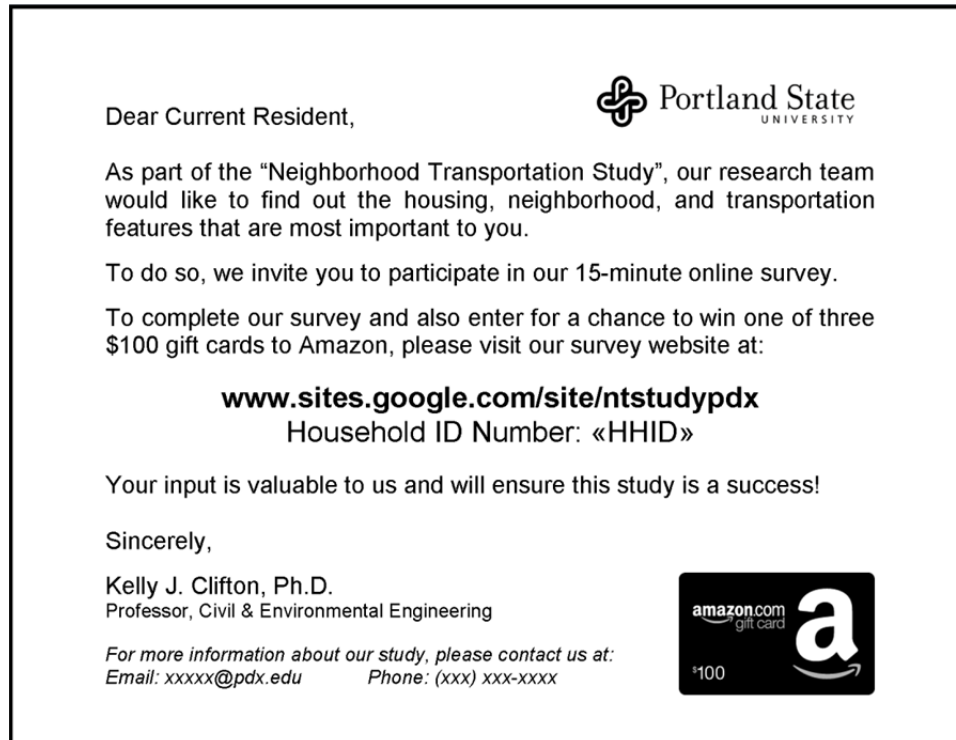 Portland State
UNIVERSITY
Dear Current Resident,
As part of the “Neighborhood Transportation Study”, our research team
would like to find out the housing, neighborhood, and transportation
features that are most important to you.
To do so, we invite you to participate in our 15-minute online survey.
To complete our survey and also enter for a chance to win one of three
$100 gift cards to Amazon, please visit our survey website at:
www.sites.google.com/site/ntstudypdx
Household ID Number: «HHID»
Your input is valuable to us and will ensure this study is a success!
Sincerely,
Kelly J. Clifton, Ph.D.
Professor, Civil & Environmental Engineering
For more information about our study, please contact us at:
Email: xxxxx@pdx.edu Phone: (xxx) xxx-xxxx
amazon.com
gift card
a
$100